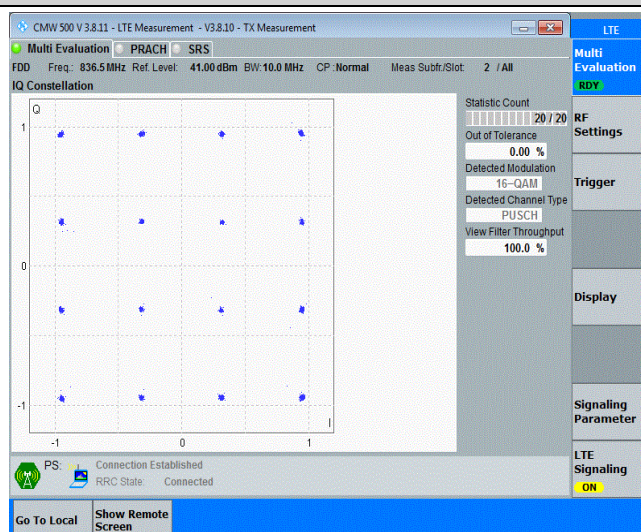 CMW 500 V 3.8.11 - LTE Measurement - V3.8.10 - TX Measurement
LTE
Multi Evaluation PRACH SRS
Multi
Evaluation
RDY
FDD Freq.: 836.5 MHz Ref. Level: 41.00 dBm BW: 10.0 MHz CP : Normal Meas Subfr./Slot: 2 / All
IQ Constellation
Q
1
0
-1
-1 0 1
I
Statistic Count
20 / 20
Out of Tolerance
0.00 %
Detected Modulation
16-QAM
Detected Channel Type
PUSCH
View Filter Throughput
100.0 %
RF
Settings
Trigger
Display
Signaling
Parameter
LTE
Signaling
ON
PS: Connection Established
RRC State: Connected
Go To Local
Show Remote
Screen